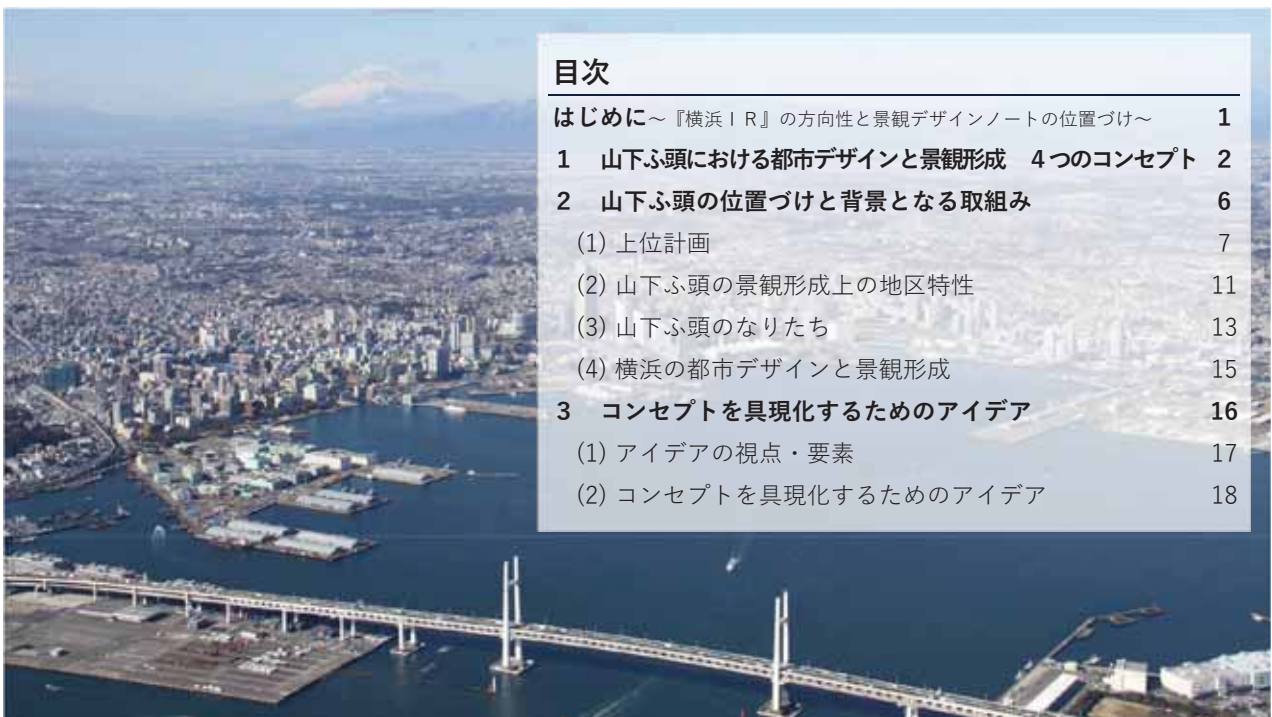 目次
はじめに~『横浜IR』の方向性と景観デザインノートの位置づけ~ 1
1 山下ふ頭における都市デザインと景観形成 4つのコンセプト 2
2 山下ふ頭の位置づけと背景となる取組み 6
(1) 上位計画 7
(2) 山下ふ頭の景観形成上の地区特性 11
(3) 山下ふ頭のなりたち 13
(4) 横浜の都市デザインと景観形成 15
3 コンセプトを具現化するためのアイデア 16
(1) アイデアの視点・要素 17
(2) コンセプトを具現化するためのアイデア 18